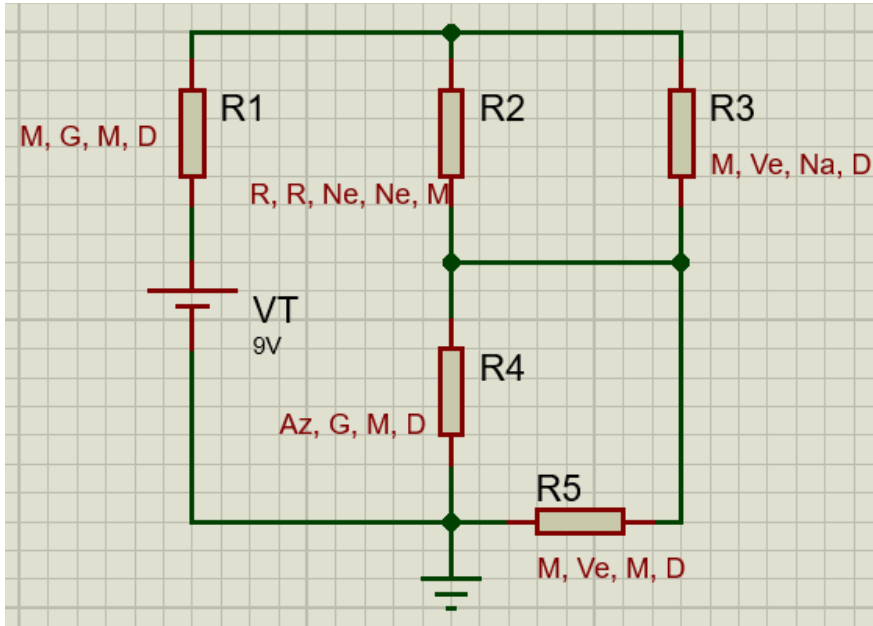 R1
M, G, M, D
R2
R, R, Ne, Ne, M
R3
M, Ve, Na, D
VT
9V
R4
Az, G, M, D
R5
M, Ve, M, D